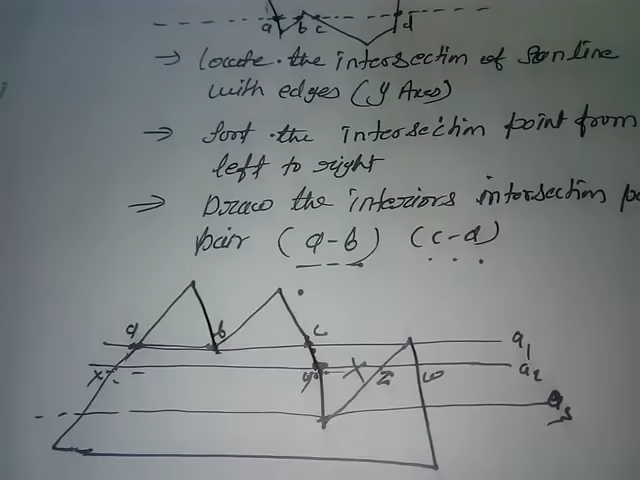 a b c d
→ locate the intersection of scanline
with edges (y Axes)
→ sort the intersection point from
left to right
→ Draw the interiors intersection po
pair (a-b) (c-d)
a b c a1
x y z w a2
a3